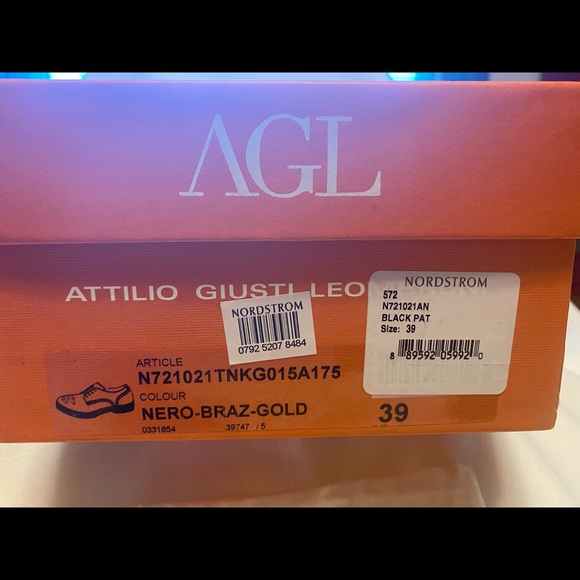 AGL
ATTILIO GIUSTI LEO
NORDSTROM
0792 5207 8484
NORDSTROM
572
N721021AN
BLACK PAT
Size: 39
8 89592 05992 0
ARTICLE
N721021TNKG015A175
COLOUR
NERO-BRAZ-GOLD
39
0331654 39747 /5